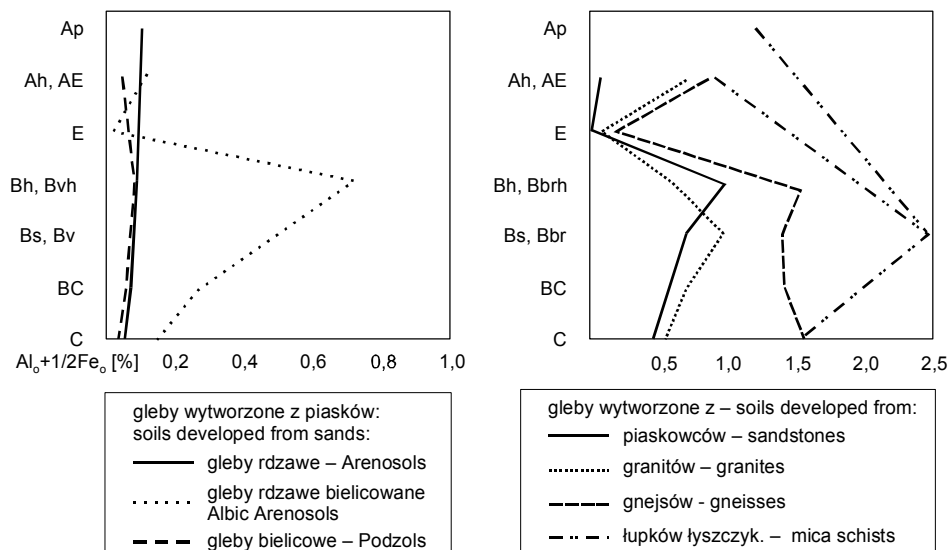 Ap
Ah, AE
E
Bh, Bvh
Bs, Bv
BC
C
Alo+1/2Feo [%] 0,2 0,4 0,6 0,8 1,0
gleby wytworzone z piasków:
soils developed from sands:
gleby rdzawe – Arenosols
gleby rdzawe bielicowane
Albic Arenosols
gleby bielicowe – Podzols
Ap
Ah, AE
E
Bh, Bbrh
Bs, Bbr
BC
C
0,5 1,0 1,5 2,0 2,5
gleby wytworzone z – soils developed from:
piaskowców – sandstones
granitów – granites
gnejsów - gneisses
łupków łyszczyk. – mica schists